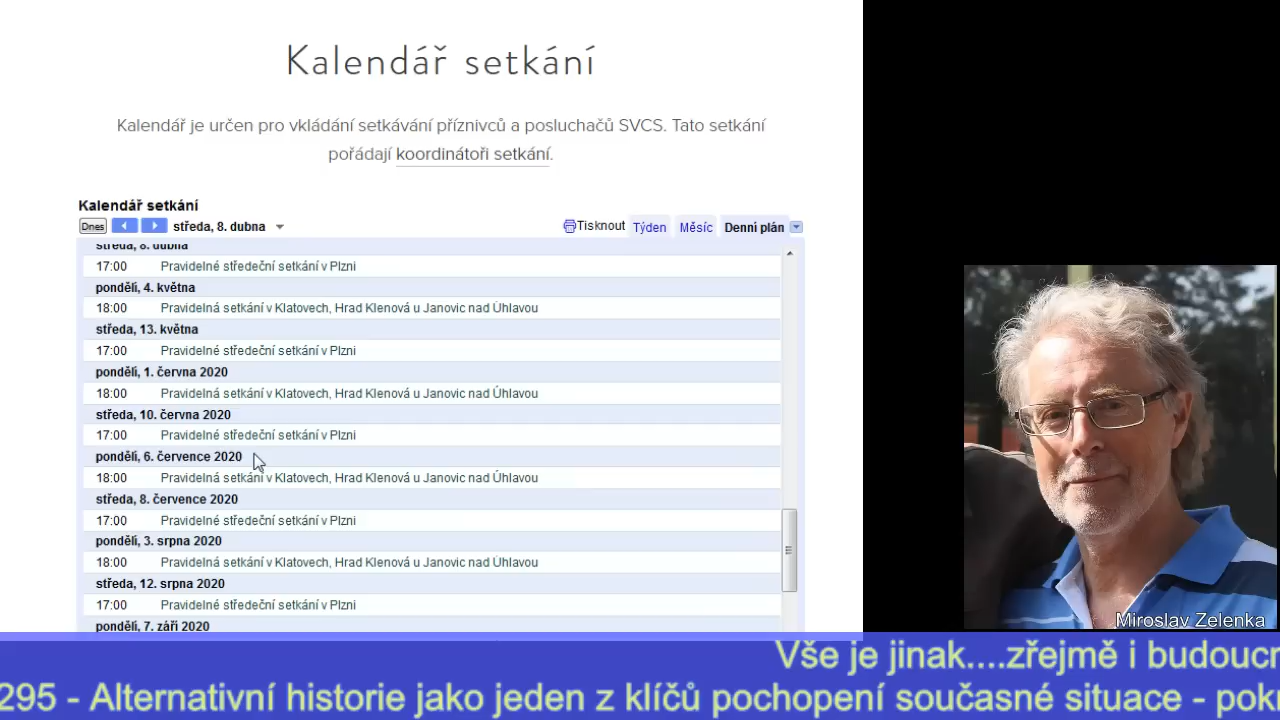 Kalendář setkání
Kalendář je určen pro vkládání setkávání příznivců a posluchačů SVCS. Tato setkání
pořádají koordinátoři setkání.
Kalendář setkání
Dnes středa, 8. dubna Tisknout Týden Měsíc Denní plán
středa, 8. dubna
17:00 Pravidelné středeční setkání v Plzni
pondělí, 4. května
18:00 Pravidelná setkání v Klatovech, Hrad Klenová u Janovic nad Úhlavou
středa, 13. května
17:00 Pravidelné středeční setkání v Plzni
pondělí, 1. června 2020
18:00 Pravidelná setkání v Klatovech, Hrad Klenová u Janovic nad Úhlavou
středa, 10. června 2020
17:00 Pravidelné středeční setkání v Plzni
pondělí, 6. července 2020
18:00 Pravidelná setkání v Klatovech, Hrad Klenová u Janovic nad Úhlavou
středa, 8. července 2020
17:00 Pravidelné středeční setkání v Plzni
pondělí, 3. srpna 2020
18:00 Pravidelná setkání v Klatovech, Hrad Klenová u Janovic nad Úhlavou
středa, 12. srpna 2020
17:00 Pravidelné středeční setkání v Plzni
pondělí, 7. září 2020
Miroslav Zelenka
Vše je jinak....zřejmě i budoucn
295 - Alternativní historie jako jeden z klíčů pochopení současné situace - pok